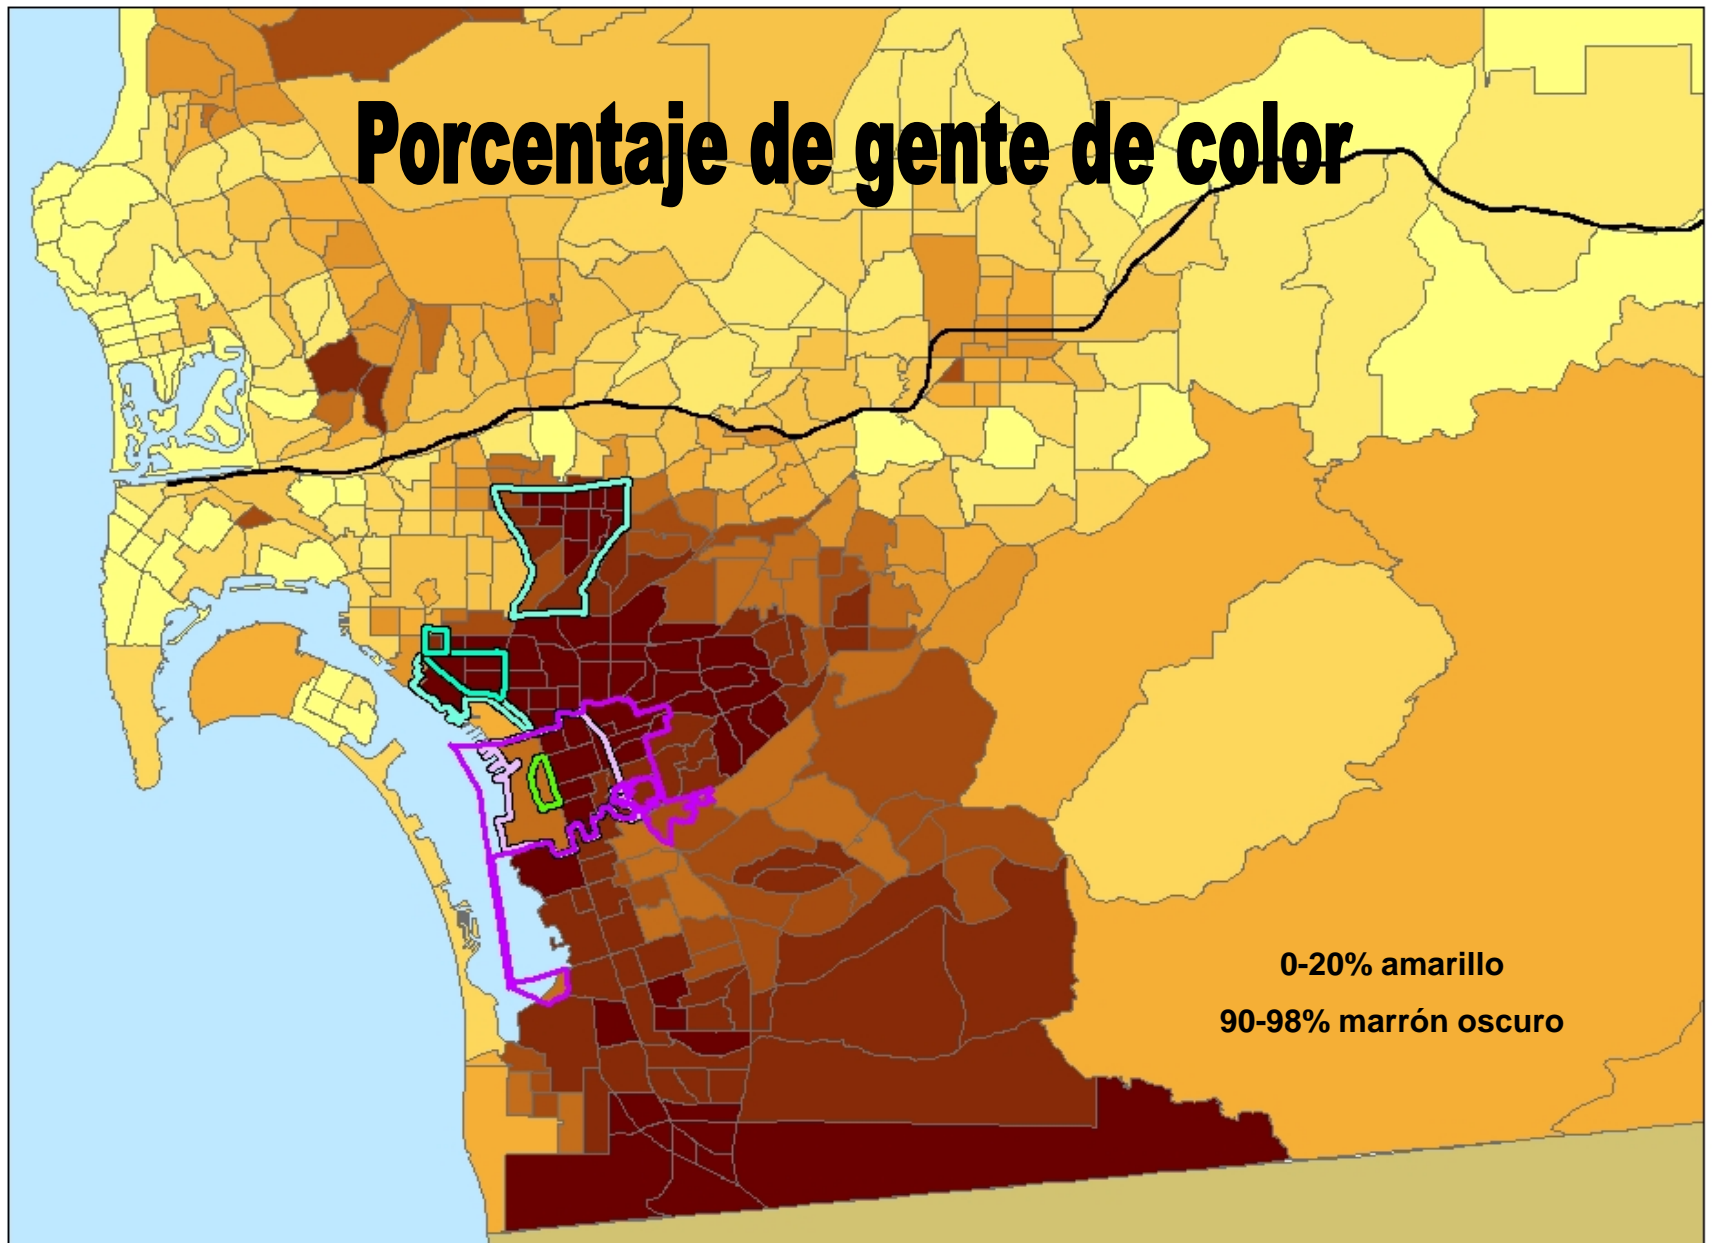 Porcentaje de gente de color
0-20% amarillo
90-98% marrón oscuro